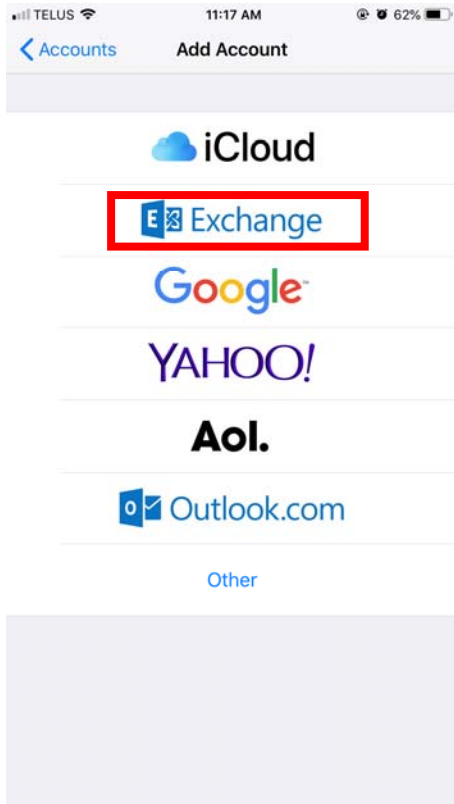 TELUS 11:17 AM 62%
Accounts Add Account
iCloud
E Exchange
Google
YAHOO!
Aol.
o Outlook.com
Other